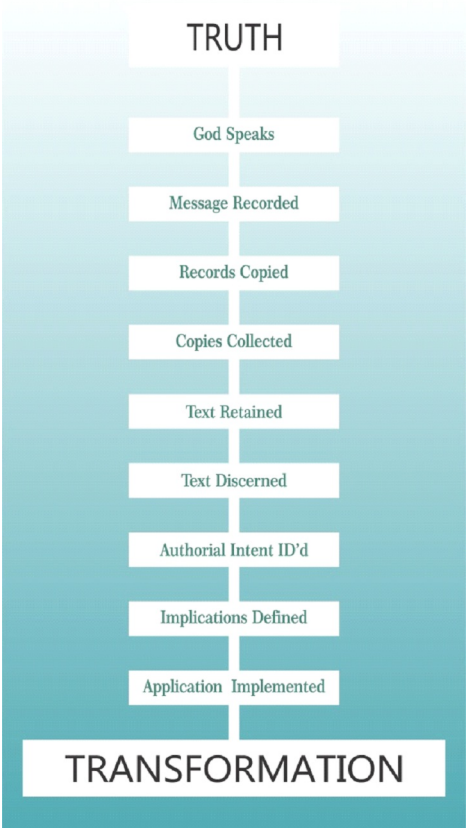 TRUTH
God Speaks
Message Recorded
Records Copied
Copies Collected
Text Retained
Text Discerned
Authorial Intent ID'd
Implications Defined
Application Implemented
TRANSFORMATION